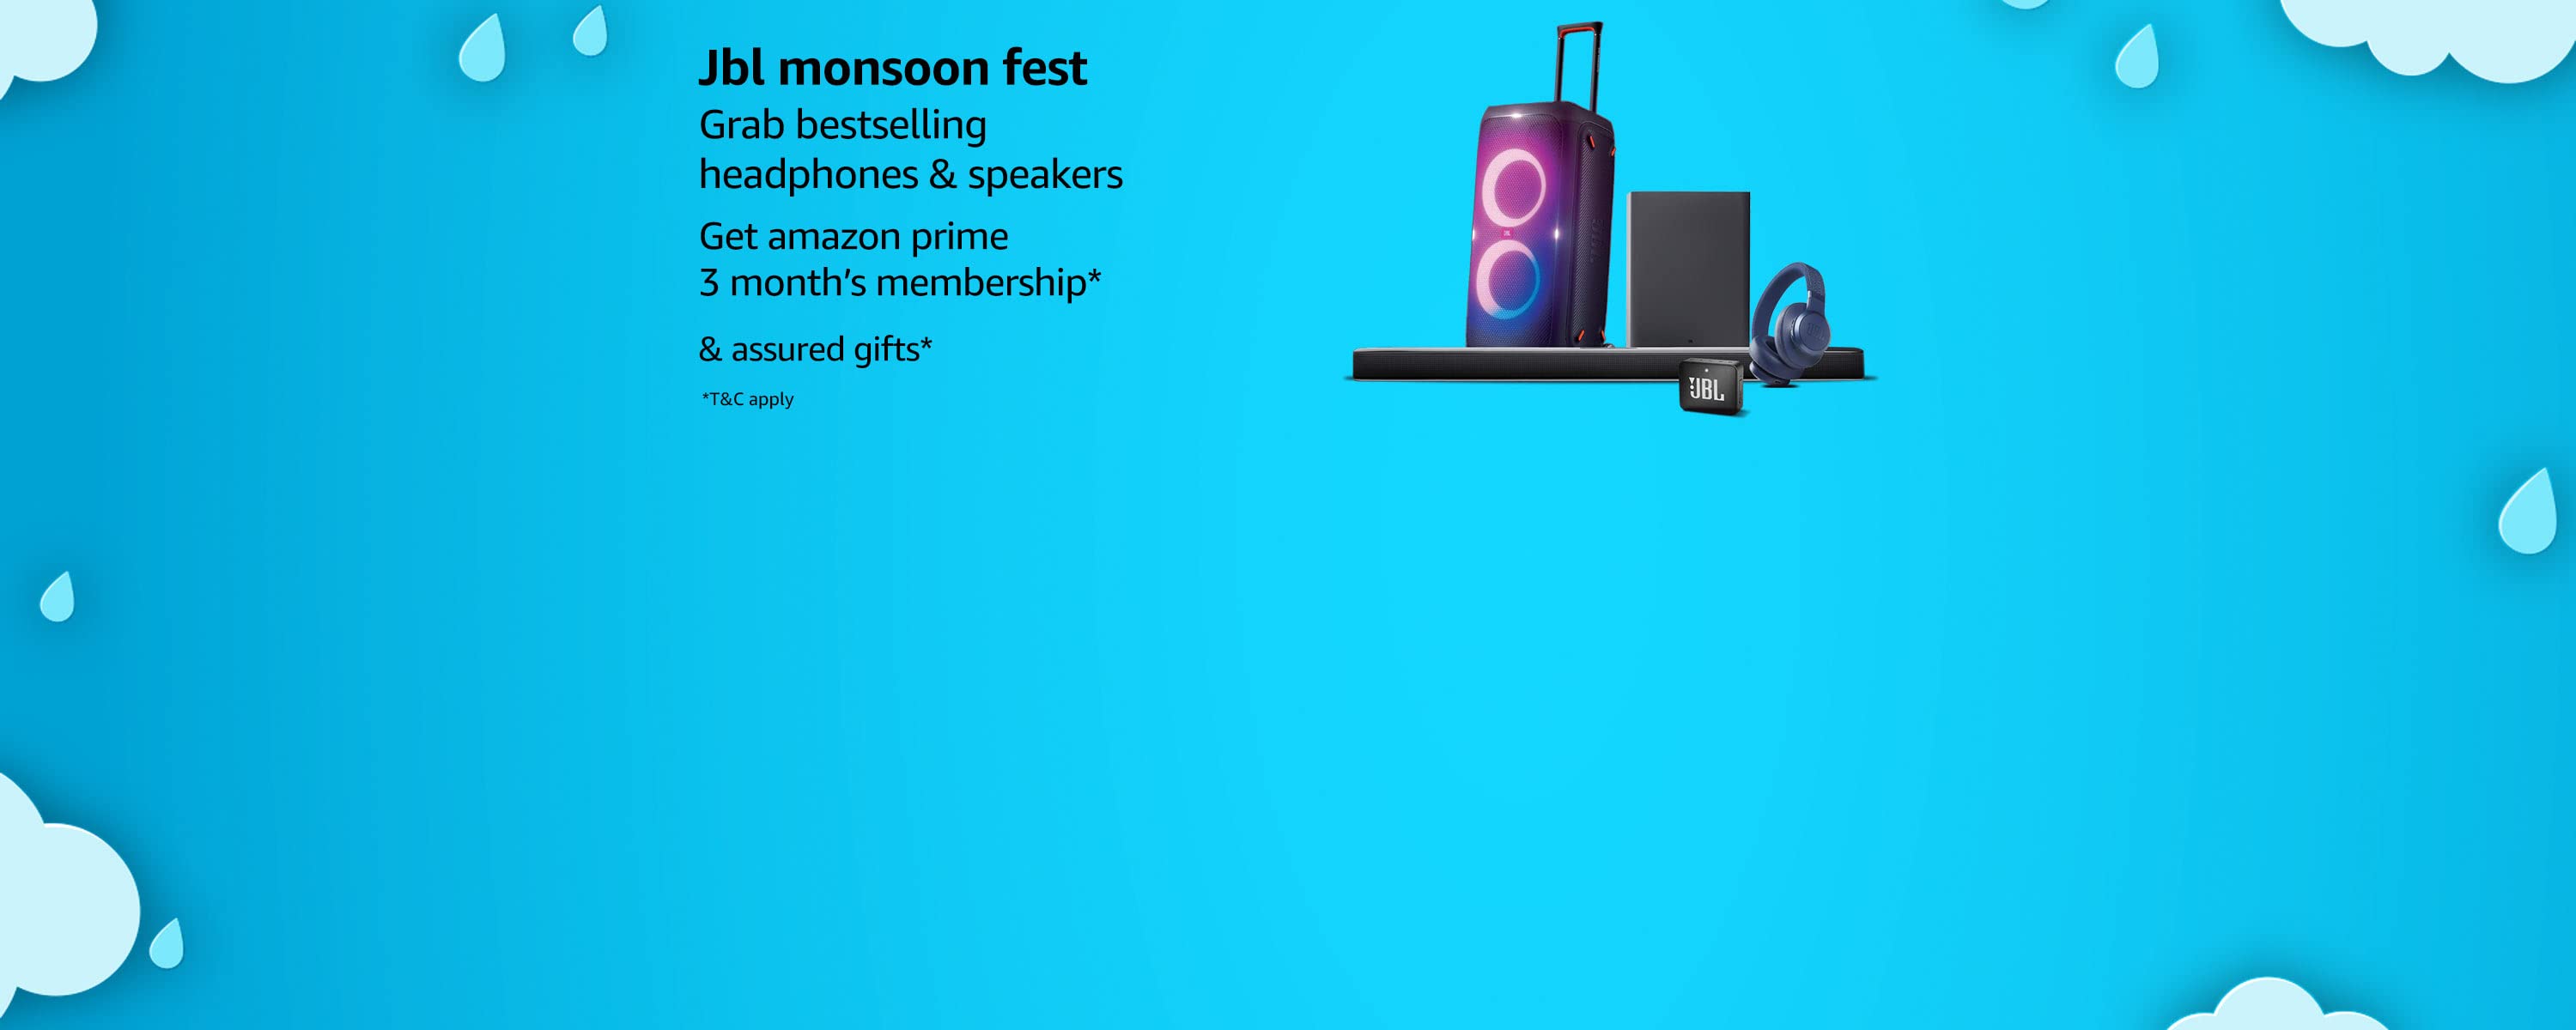 Jbl monsoon fest
Grab bestselling
headphones & speakers
Get amazon prime
3 month’s membership*
& assured gifts*
*T&C apply
JBL